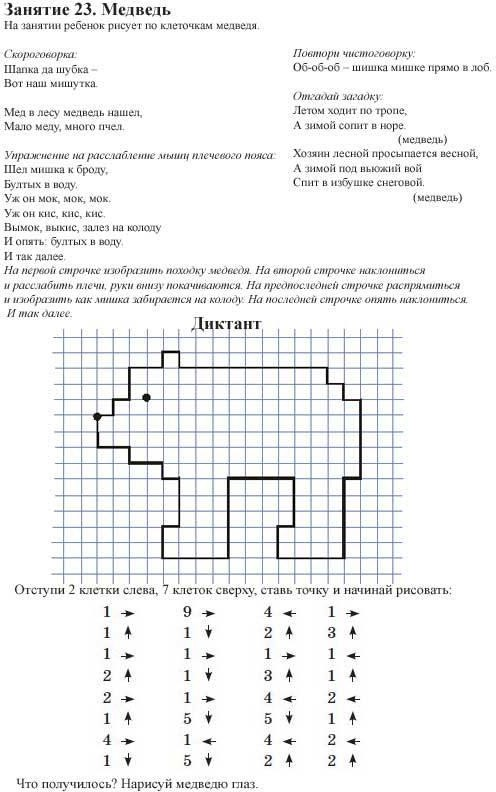 Занятие 23. Медведь
На занятии ребенок рисует по клеточкам медведя.
Скороговорка:
Шапка да шубка –
Вот наш мишутка.
Мед в лесу медведь нашел,
Мало меду, много пчел.
Упражнение на расслабление мышц плечевого пояса:
Шел мишка к броду,
Бултых в воду.
Уж он мок, мок, мок.
Уж он кис, кис, кис.
Вымок, выкис, залез на колоду
И опять: бултых в воду.
И так далее.
Повтори чистоговорку:
Об-об-об – шишка мишке прямо в лоб.
Отгадай загадку:
Летом ходит по тропе,
А зимой сопит в норе.
(медведь)
Хозяин лесной просыпается весной,
А зимой под вьюжий вой
Спит в избушке снеговой.
(медведь)
На первой строчке изобразить походку медведя. На второй строчке наклониться
и расслабить плечи, руки внизу покачиваются. На предпоследней строчке распрямиться
и изобразить как мишка забирается на колоду. На последней строчке опять наклониться.
И так далее.
Диктант
Отступи 2 клетки слева, 7 клеток сверху, ставь точку и начинай рисовать:
1 → 9 → 4 ← 1 →
1 ↑ 1 ↓ 2 ↑ 3 ↑
1 → 1 → 1 → 1 ←
2 ↑ 1 ↓ 3 ↑ 1 ↑
2 → 1 → 4 ← 2 ←
1 ↑ 5 ↓ 5 ↓ 1 ↑
4 → 1 ← 4 ← 2 ←
1 ↓ 5 ↓ 2 ↑ 2 ↑
Что получилось? Нарисуй медведю глаз.